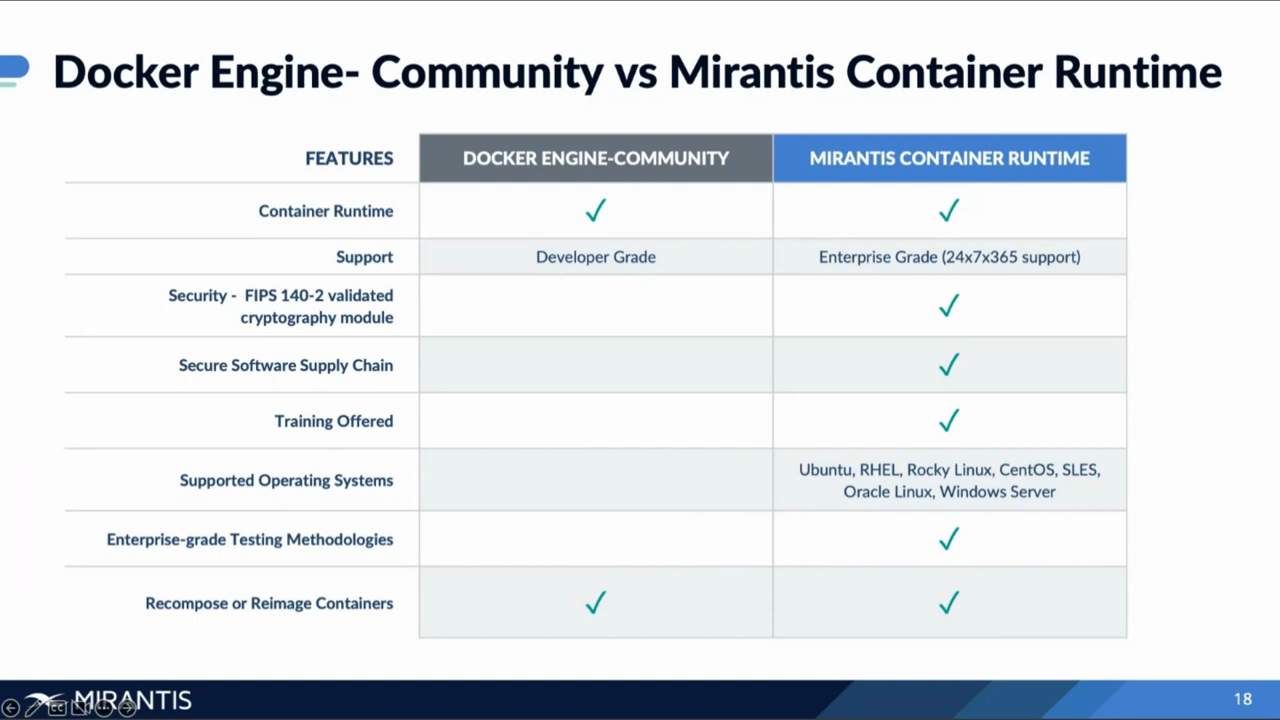 Docker Engine- Community vs Mirantis Container Runtime
FEATURES
DOCKER ENGINE-COMMUNITY
MIRANTIS CONTAINER RUNTIME
Container Runtime
✓
✓
Support
Developer Grade
Enterprise Grade (24x7x365 support)
Security -  FIPS 140-2 validated
cryptography module
✓
Secure Software Supply Chain
✓
Training Offered
✓
Supported Operating Systems
Ubuntu, RHEL, Rocky Linux, CentOS, SLES,
Oracle Linux, Windows Server
Enterprise-grade Testing Methodologies
✓
Recompose or Reimage Containers
✓
✓
MIRANTIS
18